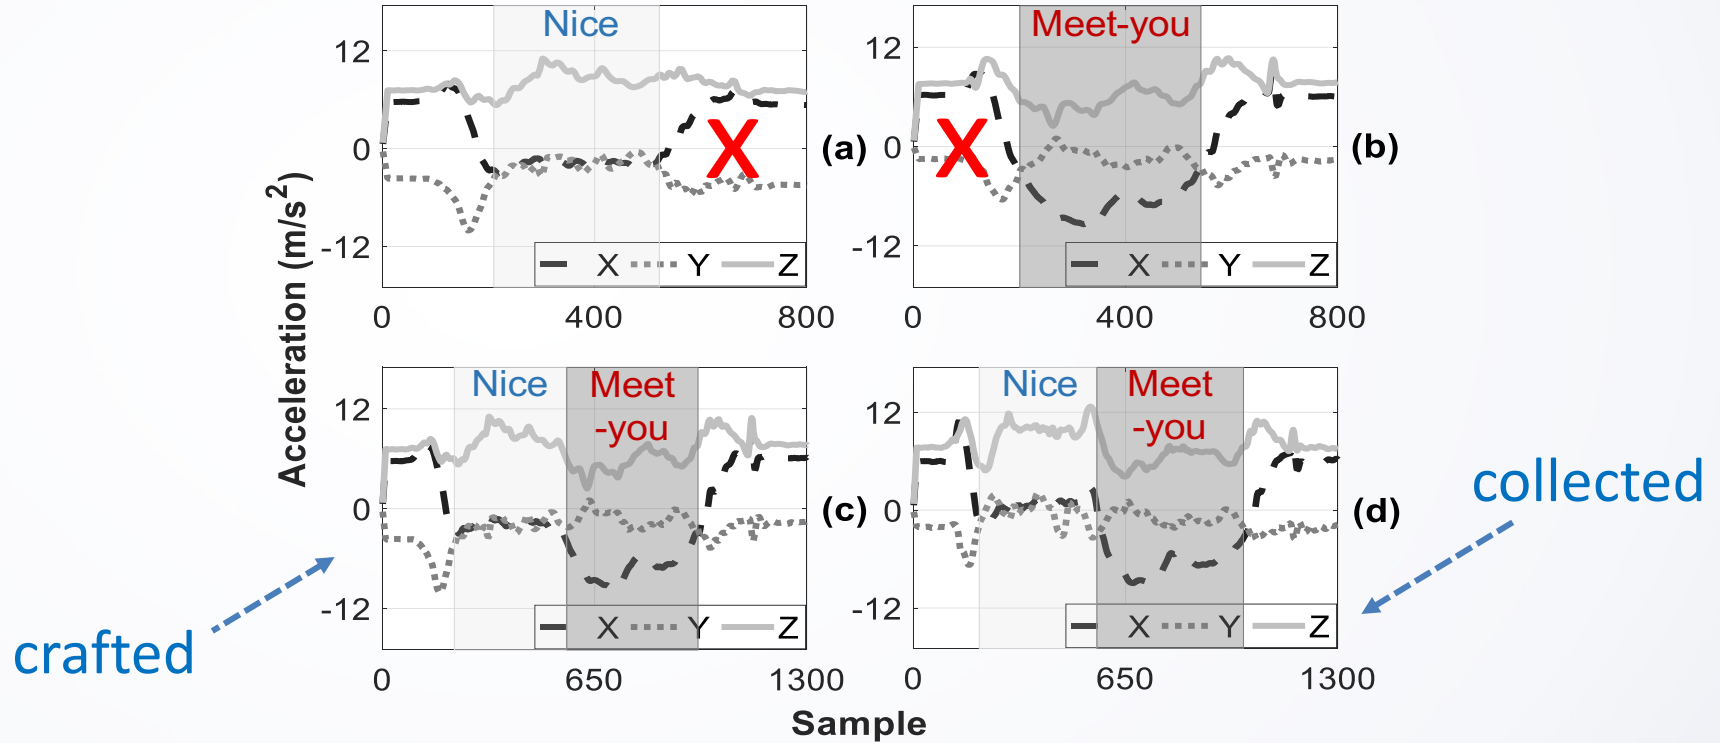 Nice
Meet-you
12
0
-12
X Y Z
0 400 800
X
(a)
12
0
-12
X Y Z
0 400 800
X
(b)
Acceleration (m/s²)
Nice
Meet
-you
12
0
-12
X Y Z
0 650 1300
(c)
Nice
Meet
-you
12
0
-12
X Y Z
0 650 1300
(d)
Sample
crafted
collected